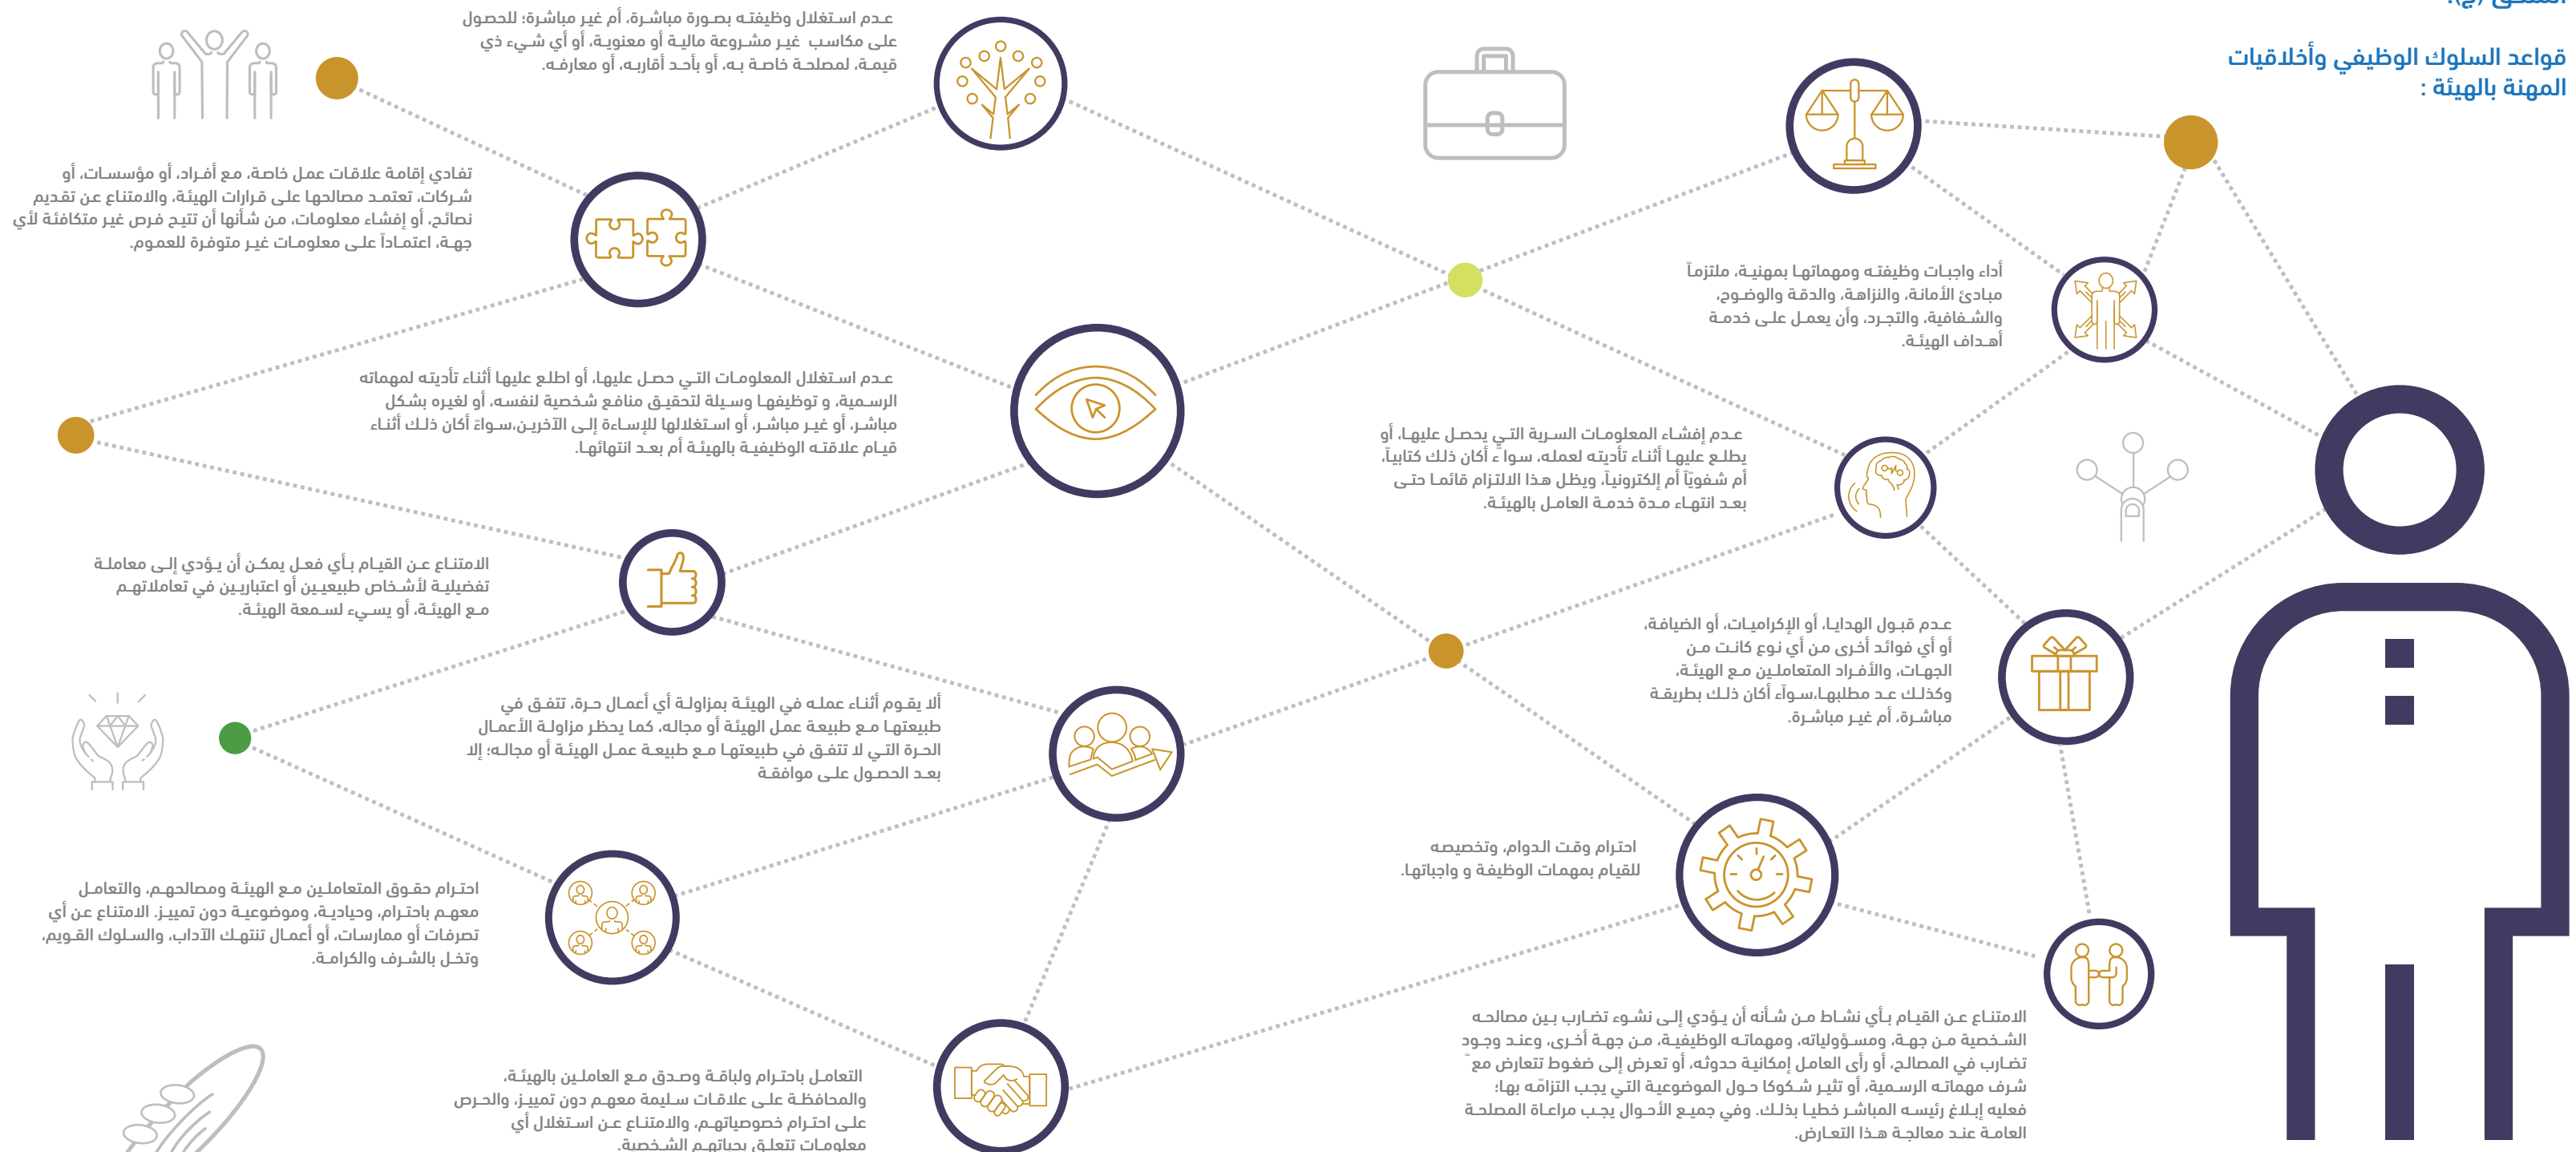 الملحق (ج):
قواعد السلوك الوظيفي وأخلاقيات
المهنة بالهيئة :
أداء واجبات وظيفته ومهماتها بمهنية، ملتزماً
مبادئ الأمانة، والنزاهة، والدقة والوضوح،
والشفافية، والتجرد، وأن يعمل على خدمة
أهداف الهيئة.
عدم إفشاء المعلومات السرية التي يحصل عليها، أو
يطلع عليها أثناء تأديته لعمله، سواءً أكان ذلك كتابياً،
أم شفوياً أم إلكترونياً، ويظل هذا الالتزام قائما حتى
بعد انتهاء مدة خدمة العامل بالهيئة.
عدم قبول الهدايا، أو الإكراميات، أو الضيافة،
أو أي فوائد أخرى من أي نوع كانت من
الجهات، والأفراد المتعاملين مع الهيئة،
وكذلك عد مطلبها،سواًء أكان ذلك بطريقة
مباشرة، أم غير مباشرة.
احترام وقت الدوام، وتخصيصه
للقيام بمهمات الوظيفة و واجباتها.
الامتناع عن القيام بأي نشاط من شأنه أن يؤدي إلى نشوء تضارب بين مصالحه
الشخصية من جهة، ومسؤولياته، ومهماته الوظيفية، من جهة أخرى، وعند وجود
تضارب في المصالح، أو رأى العامل إمكانية حدوثه، أو تعرض إلى ضغوط تتعارض مع
شرف مهماته الرسمية، أو تثير شكوكا حول الموضوعية التي يجب التزامه بها؛
فعليه إبلاغ رئيسه المباشر خطيا بذلك. وفي جميع الأحوال يجب مراعاة المصلحة
العامة عند معالجة هذا التعارض.
عدم استغلال وظيفته بصورة مباشرة، أم غير مباشرة؛ للحصول
على مكاسب غير مشروعة مالية أو معنوية، أو أي شيء ذي
قيمة، لمصلحة خاصة به، أو بأحد أقاربه، أو معارفه.
تفادي إقامة علاقات عمل خاصة، مع أفراد، أو مؤسسات، أو
شركات، تعتمد مصالحها على قرارات الهيئة، والامتناع عن تقديم
نصائح، أو إفشاء معلومات، من شأنها أن تتيح فرص غير متكافئة لأي
جهة، اعتماداً على معلومات غير متوفرة للعموم.
عدم استغلال المعلومات التي حصل عليها، أو اطلع عليها أثناء تأديته لمهماته
الرسمية، و توظيفها وسيلة لتحقيق منافع شخصية لنفسه، أو لغيره بشكل
مباشر، أو غير مباشر، أو استغلالها للإساءة إلى الآخرين،سواءً أكان ذلك أثناء
قيام علاقته الوظيفية بالهيئة أم بعد انتهائها.
الامتناع عن القيام بأي فعل يمكن أن يؤدي إلى معاملة
تفضيلية لأشخاص طبيعيين أو اعتباريين في تعاملاتهم
مع الهيئة، أو يسيء لسمعة الهيئة.
ألا يقوم أثناء عمله في الهيئة بمزاولة أي أعمال حرة، تتفق في
طبيعتها مع طبيعة عمل الهيئة أو مجاله، كما يحظر مزاولة الأعمال
الحرة التي لا تتفق في طبيعتها مع طبيعة عمل الهيئة أو مجاله؛ إلا
بعد الحصول على موافقة
احترام حقوق المتعاملين مع الهيئة ومصالحهم، والتعامل
معهم باحترام، وحيادية، وموضوعية دون تمييز. الامتناع عن أي
تصرفات أو ممارسات، أو أعمال تنتهك الآداب، والسلوك القويم،
وتخل بالشرف والكرامة.
التعامل باحترام ولباقة وصدق مع العاملين بالهيئة،
والمحافظة على علاقات سليمة معهم دون تمييز، والحرص
على احترام خصوصياتهم، والامتناع عن استغلال أي
معلومات تتعلق بحياتهم الشخصية.